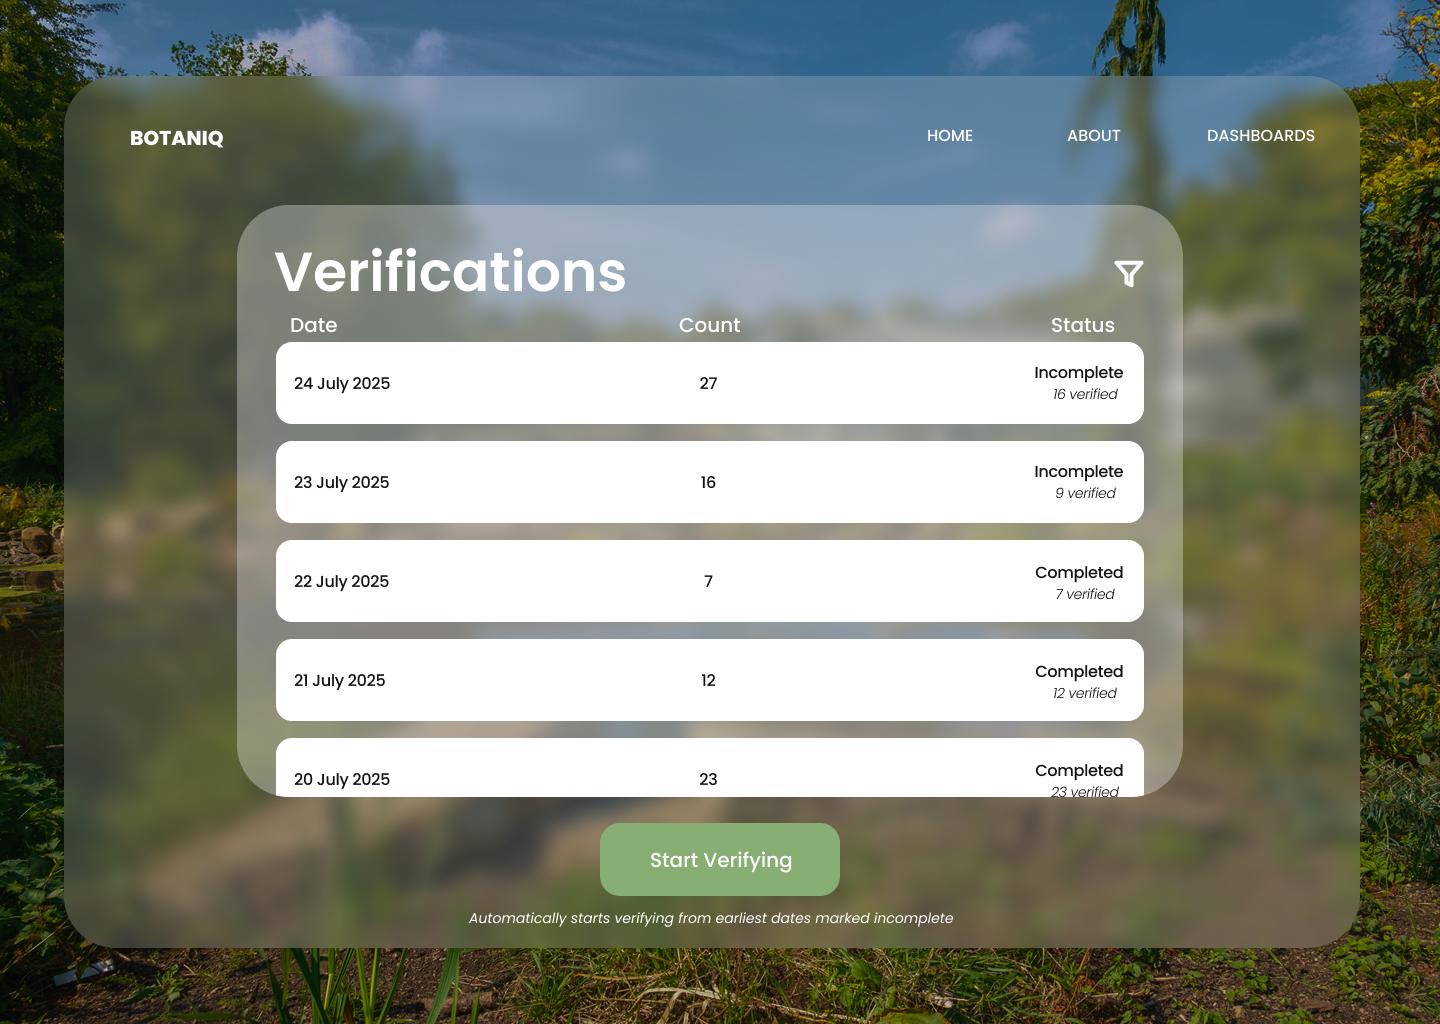 BOTANIQ
HOME ABOUT DASHBOARDS
Verifications
Date Count Status
24 July 2025 27 Incomplete
16 verified
23 July 2025 16 Incomplete
9 verified
22 July 2025 7 Completed
7 verified
21 July 2025 12 Completed
12 verified
20 July 2025 23 Completed
23 verified
Start Verifying
Automatically starts verifying from earliest dates marked incomplete